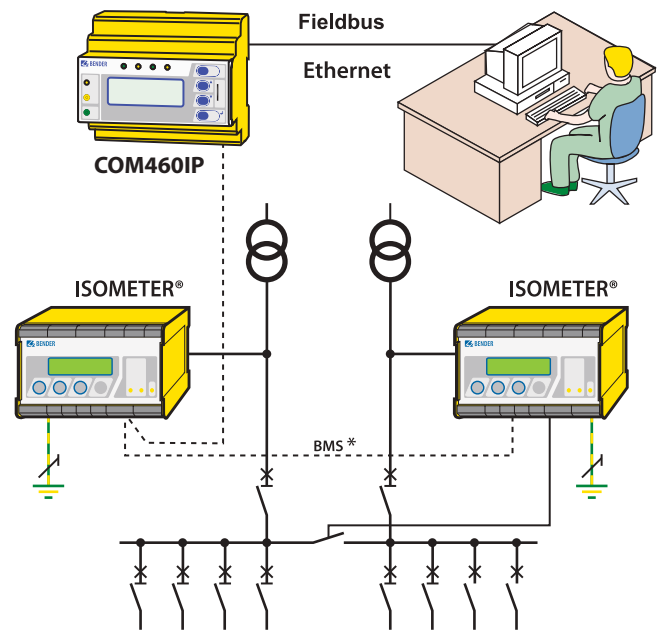 Fieldbus
BENDER
Ethernet
COM460IP
ISOMETER®
ISOMETER®
BENDER
BENDER
BMS *